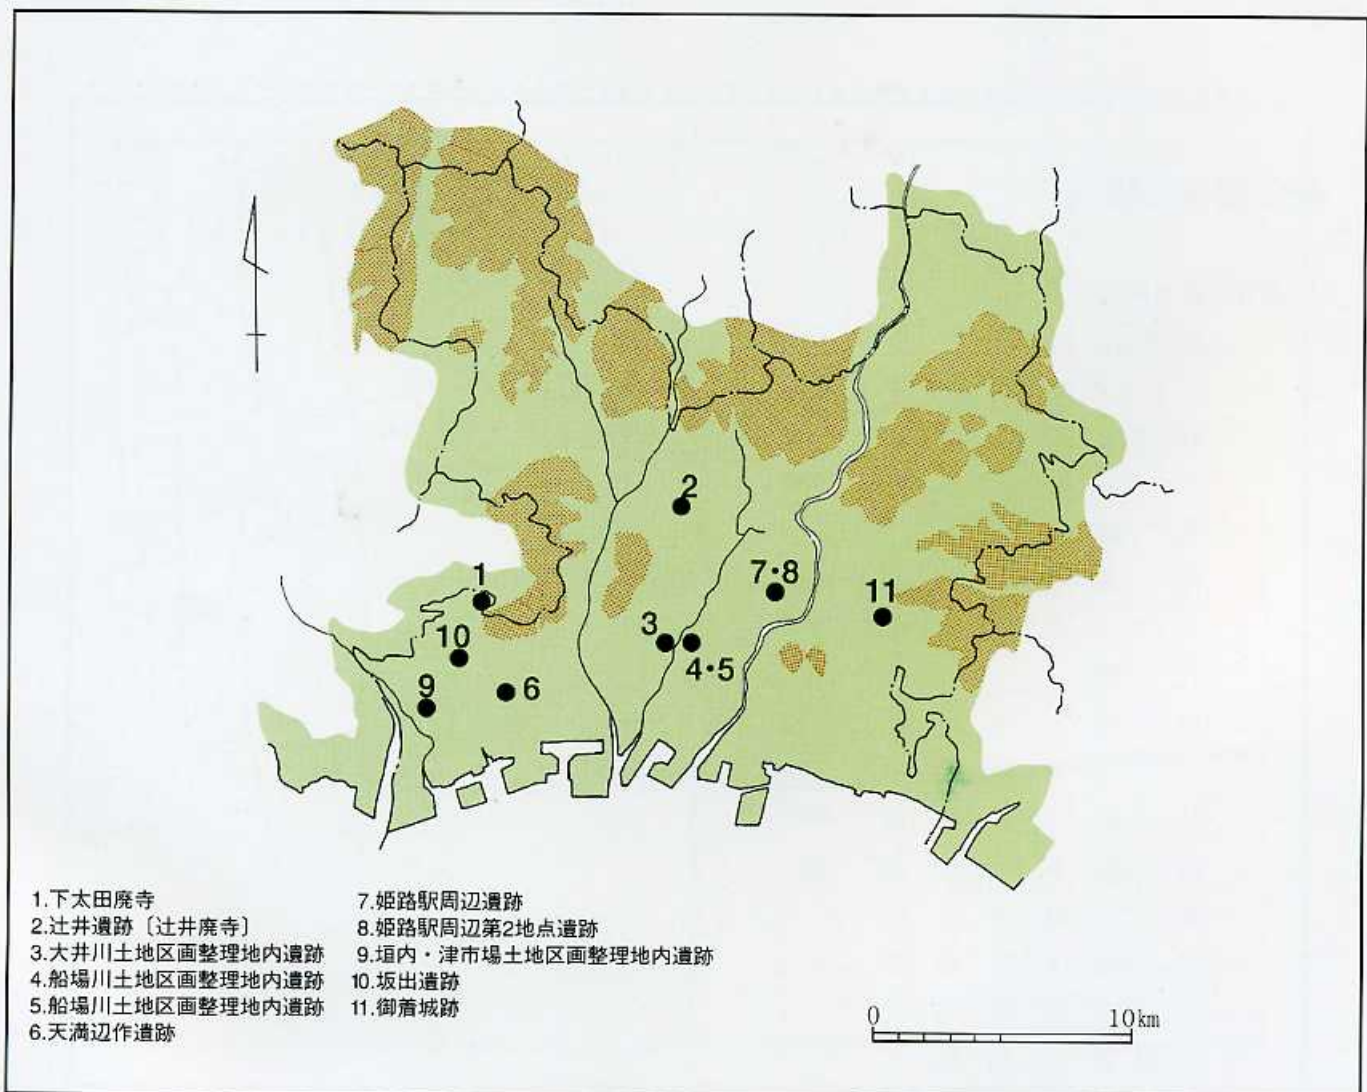 2
1
7・8
11
10
3
4・5
9
6
1.下太田廃寺
2.辻井遺跡〔辻井廃寺〕
3.大井川土地区画整理地内遺跡
4.船場川土地区画整理地内遺跡
5.船場川土地区画整理地内遺跡
6.天満辺作遺跡
7.姫路駅周辺遺跡
8.姫路駅周辺第2地点遺跡
9.垣内・津市場土地区画整理地内遺跡
10.坂出遺跡
11.御着城跡
0 10km